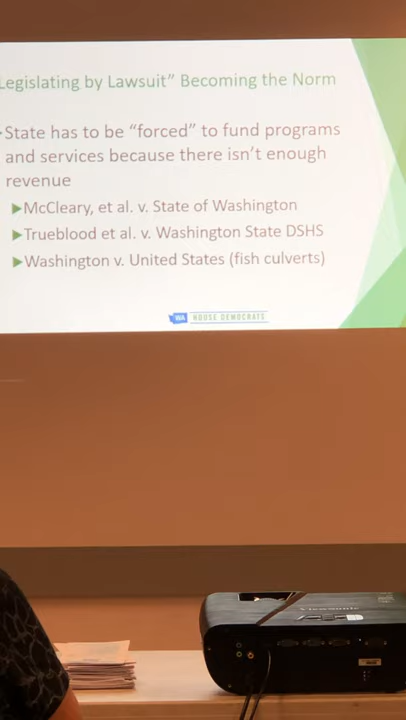 Legislating by Lawsuit" Becoming the Norm
State has to be "forced" to fund programs
and services because there isn't enough
revenue
McCleary, et al. v. State of Washington
Trueblood et al. v. Washington State DSHS
Washington v. United States (fish culverts)
WA HOUSE DEMOCRATS
ViewSonic